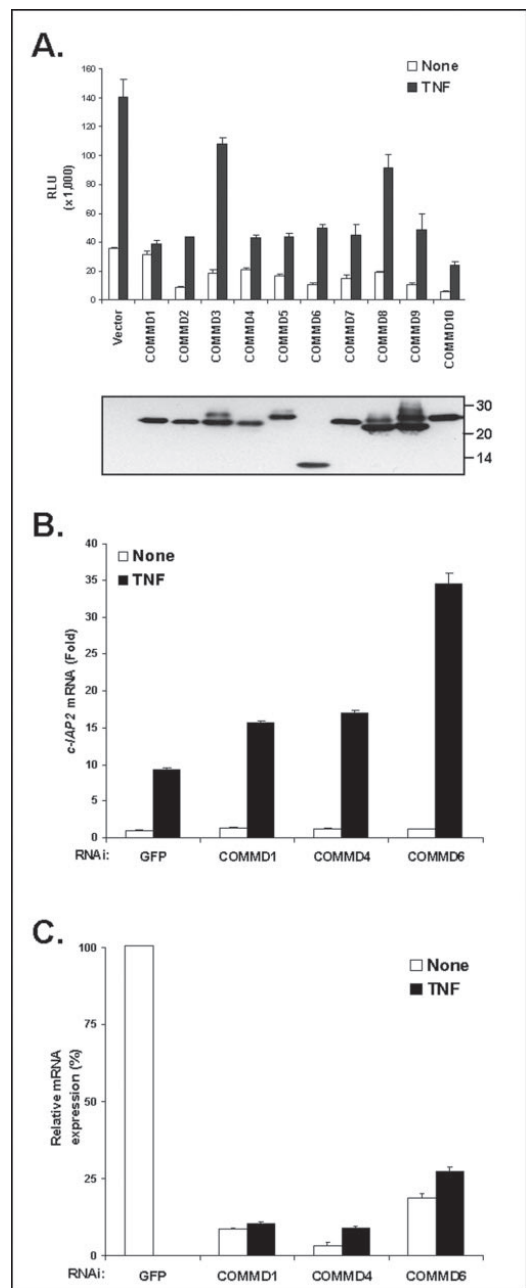 A.
None
TNF
160
140
120
100
80
60
40
20
0
RLU
(x 1,000)
Vector
COMMD1
COMMD2
COMMD3
COMMD4
COMMD5
COMMD6
COMMD7
COMMD8
COMMD9
COMMD10
30
20
14
B.
None
TNF
40
35
30
25
20
15
10
5
0
c-IAP2 mRNA (Fold)
RNAi: GFP COMMD1 COMMD4 COMMD6
C.
None
TNF
100
75
50
25
0
Relative mRNA
expression (%)
RNAi: GFP COMMD1 COMMD4 COMMD6